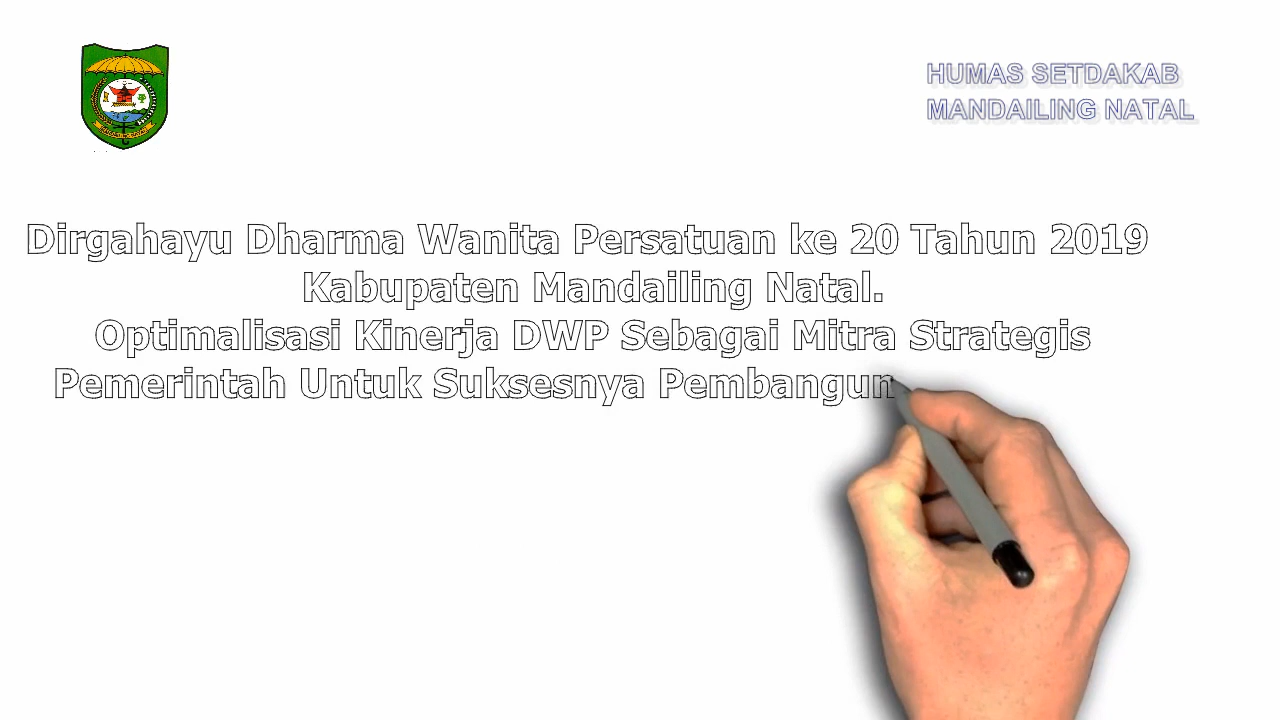 HUMAS SETDAKAB
MANDAILING NATAL
Dirgahayu Dharma Wanita Persatuan ke 20 Tahun 2019
Kabupaten Mandailing Natal.
Optimalisasi Kinerja DWP Sebagai Mitra Strategis
Pemerintah Untuk Suksesnya Pembangun